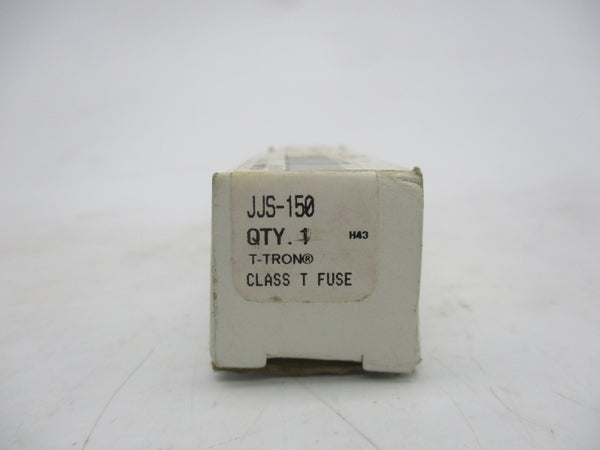 JJS-150
QTY. 1 H43
T-TRON®
CLASS T FUSE